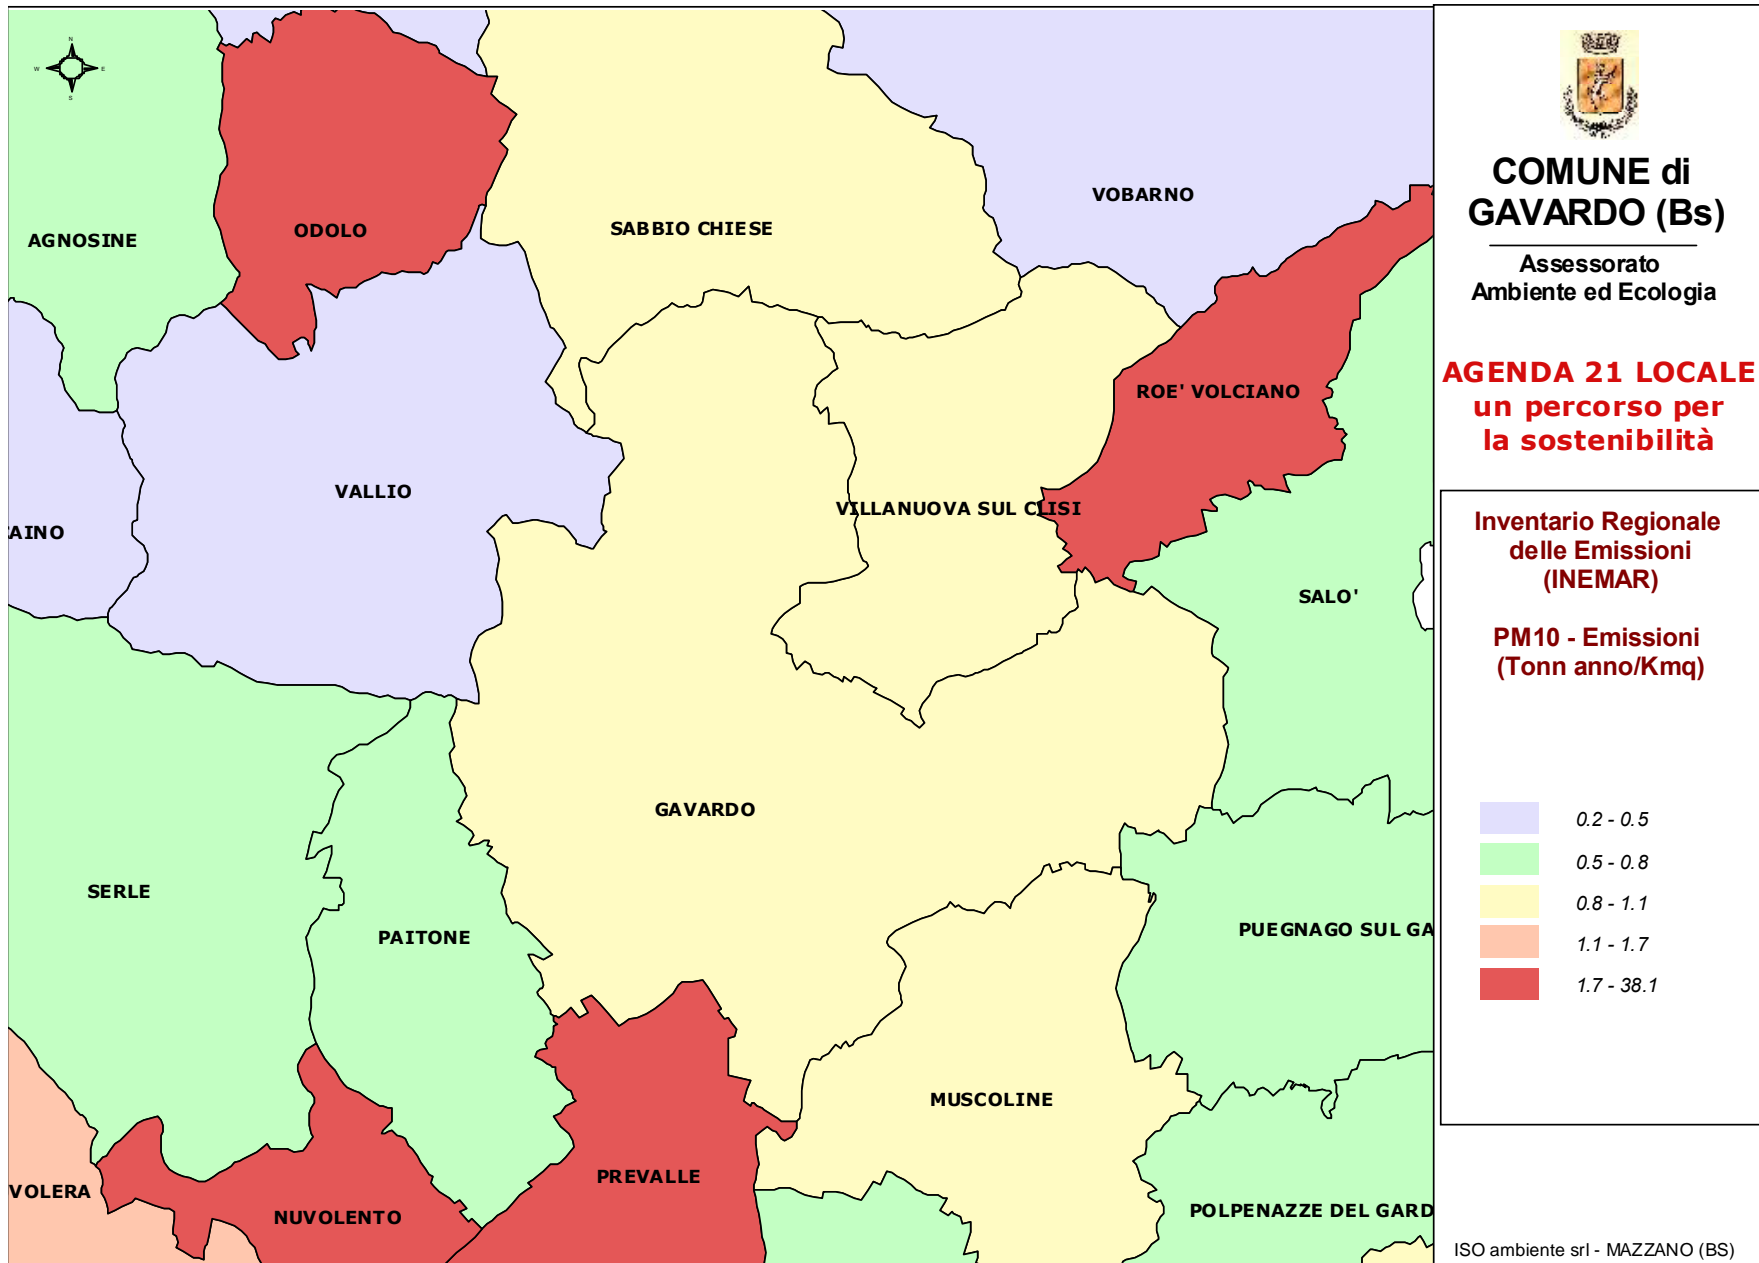 N
W E
S
AGNOSINE
ODOLO
SABBIO CHIESE
VOBARNO
ROE' VOLCIANO
VALLIO
VILLANUOVA SUL CLISI
AINO
SALO'
GAVARDO
SERLE
PAITONE
PUEGNAGO SUL GA
MUSCOLINE
PREVALLE
VOLERA
NUVOLENTO
POLPENAZZE DEL GARD
COMUNE di
GAVARDO (Bs)
Assessorato
Ambiente ed Ecologia
AGENDA 21 LOCALE
un percorso per
la sostenibilità
Inventario Regionale
delle Emissioni
(INEMAR)
PM10 - Emissioni
(Tonn anno/Kmq)
0.2 - 0.5
0.5 - 0.8
0.8 - 1.1
1.1 - 1.7
1.7 - 38.1
ISO ambiente srl - MAZZANO (BS)